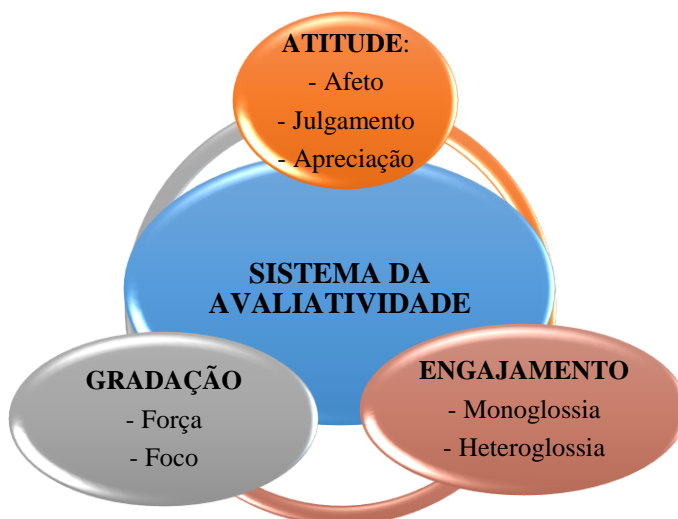 ATITUDE:
- Afeto
- Julgamento
- Apreciação
SISTEMA DA
AVALIATIVIDADE
GRADAÇÃO
- Força
- Foco
ENGAJAMENTO
- Monoglossia
- Heteroglossia